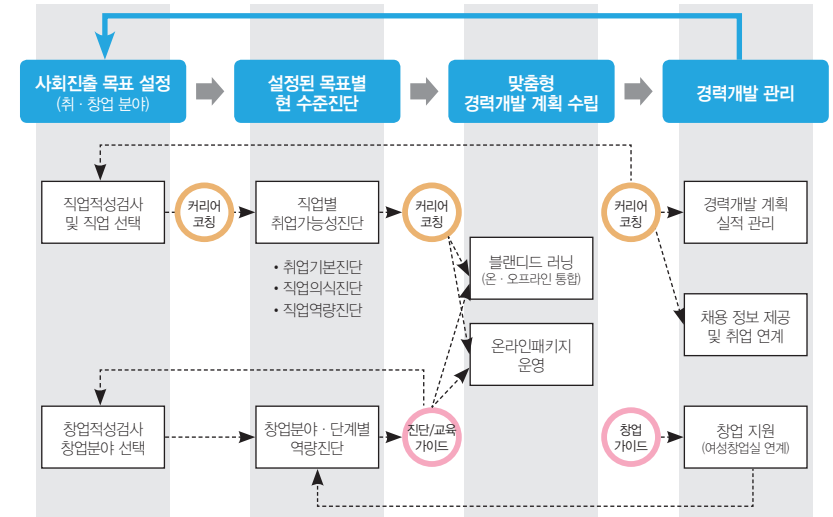 사회진출 목표 설정
(취 · 창업 분야)
설정된 목표별
현 수준진단
맞춤형
경력개발 계획 수립
경력개발 관리
직업적성검사
및 직업 선택
커리어
코칭
직업별
취업가능성진단
커리어
코칭
커리어
코칭
경력개발 계획
실적 관리
• 취업기본진단
• 직업의식진단
• 직업역량진단
블랜디드 러닝
(온 · 오프라인 통합)
온라인패키지
운영
채용 정보 제공
및 취업 연계
창업적성검사
창업분야 선택
창업분야 · 단계별
역량진단
진단/교육
가이드
창업
가이드
창업 지원
(여성창업실 연계)